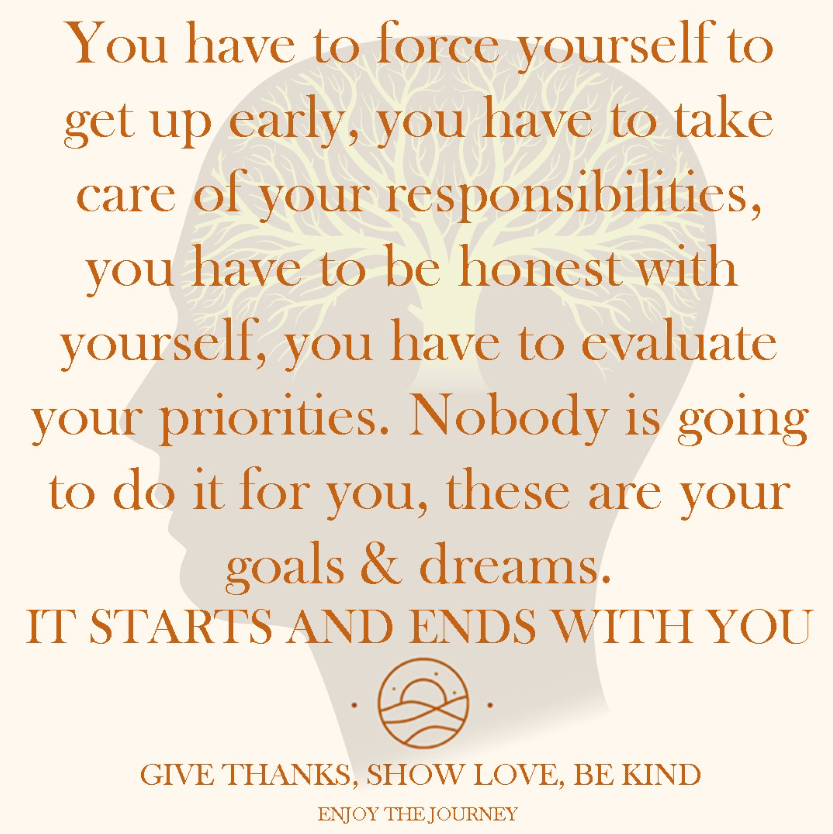 You have to force yourself to
get up early, you have to take
care of your responsibilities,
you have to be honest with
yourself, you have to evaluate
your priorities. Nobody is going
to do it for you, these are your
goals & dreams.
IT STARTS AND ENDS WITH YOU
GIVE THANKS, SHOW LOVE, BE KIND
ENJOY THE JOURNEY